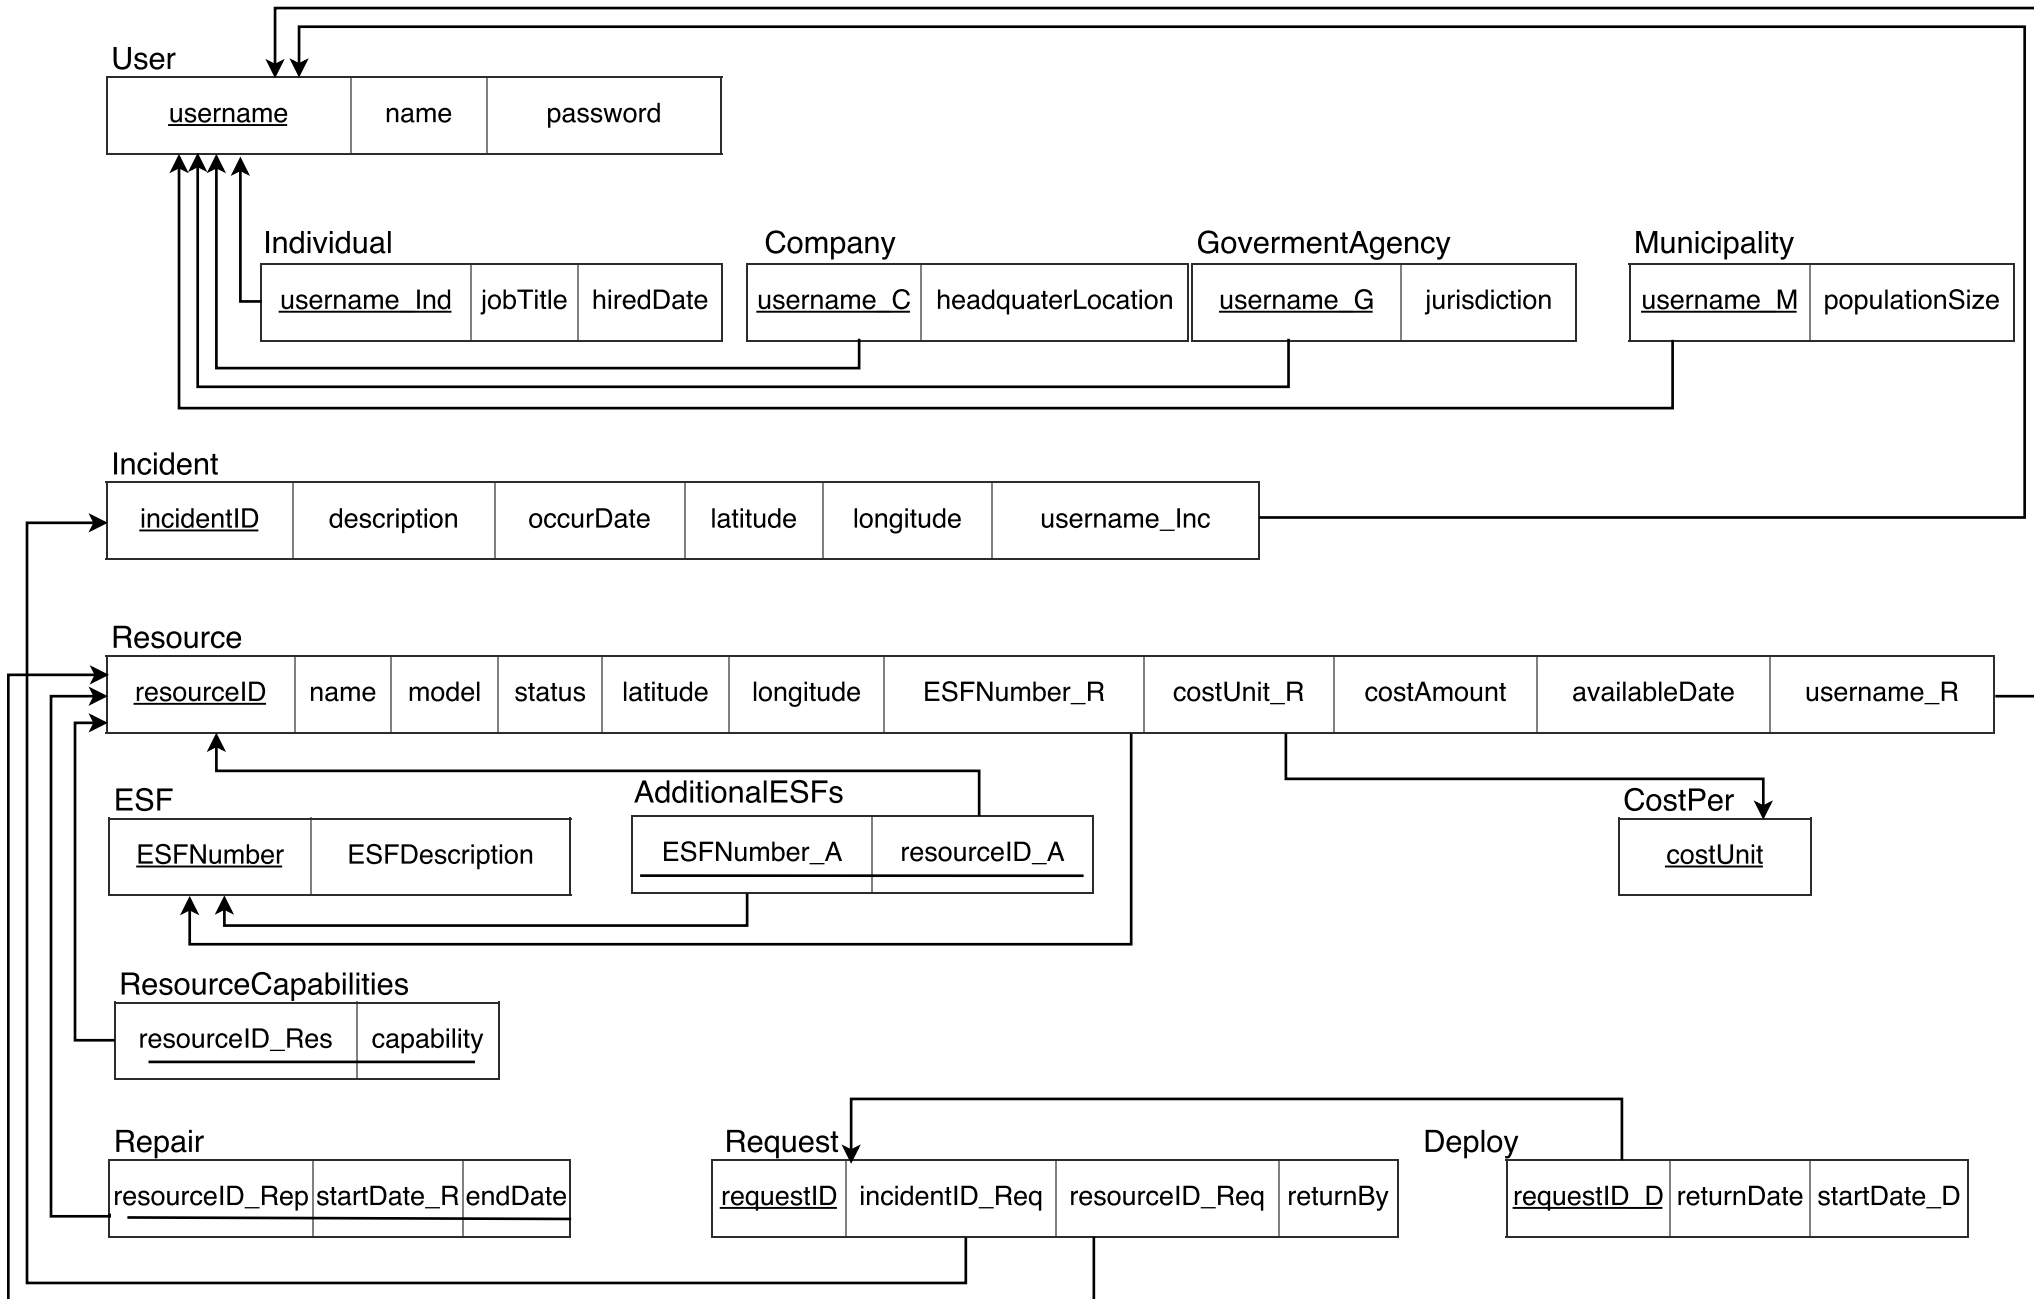 User
username name password
Individual Company GovermentAgency Municipality
username_Ind jobTitle hiredDate username_C headquaterLocation username_G jurisdiction username_M populationSize
Incident
incidentID description occurDate latitude longitude username_Inc
Resource
resourceID name model status latitude longitude ESFNumber_R costUnit_R costAmount availableDate username_R
ESF AdditionalESFs CostPer
ESFNumber ESFDescription ESFNumber_A resourceID_A costUnit
ResourceCapabilities
resourceID_Res capability
Repair Request Deploy
resourceID_Rep startDate_R endDate requestID incidentID_Req resourceID_Req returnBy requestID_D returnDate startDate_D